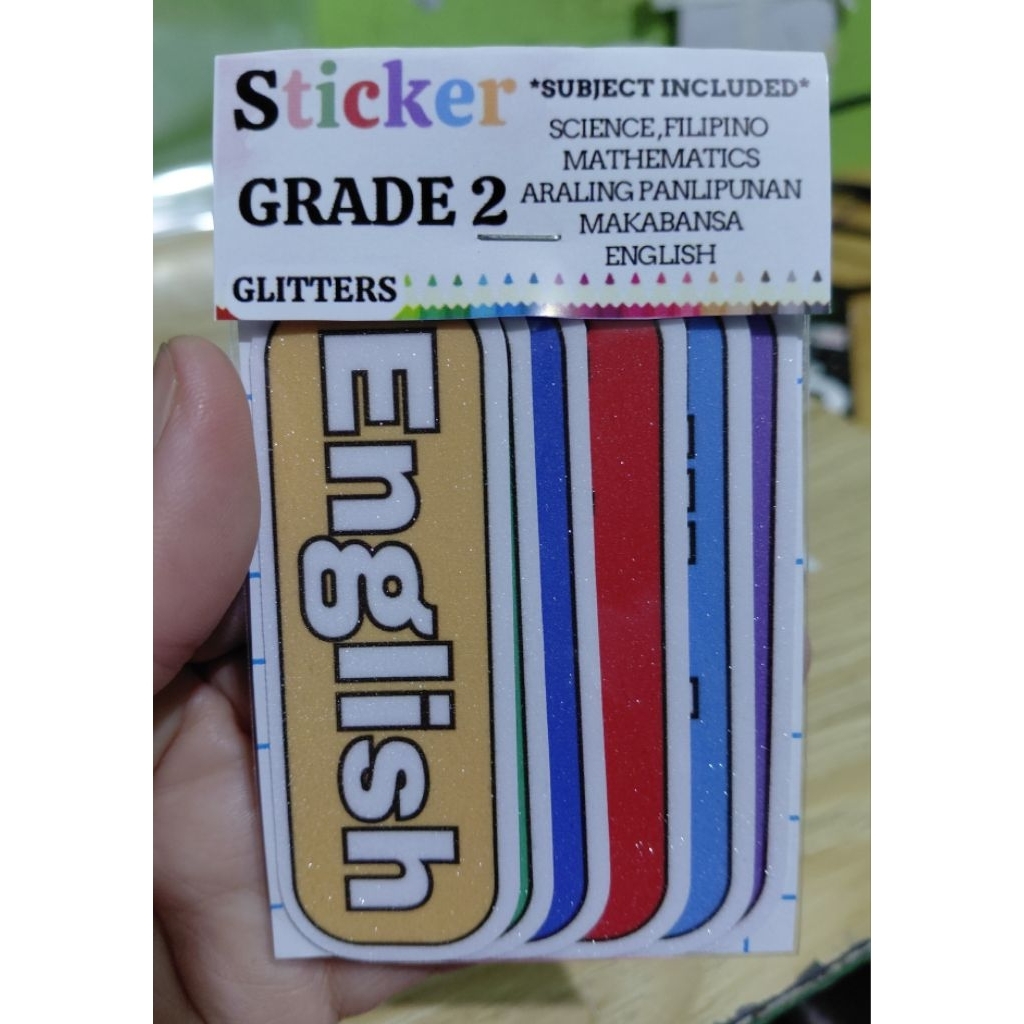 Sticker
GRADE 2
GLITTERS
*SUBJECT INCLUDED*
SCIENCE,FILIPINO
MATHEMATICS
ARALING PANLIPUNAN
MAKABANSA
ENGLISH
English